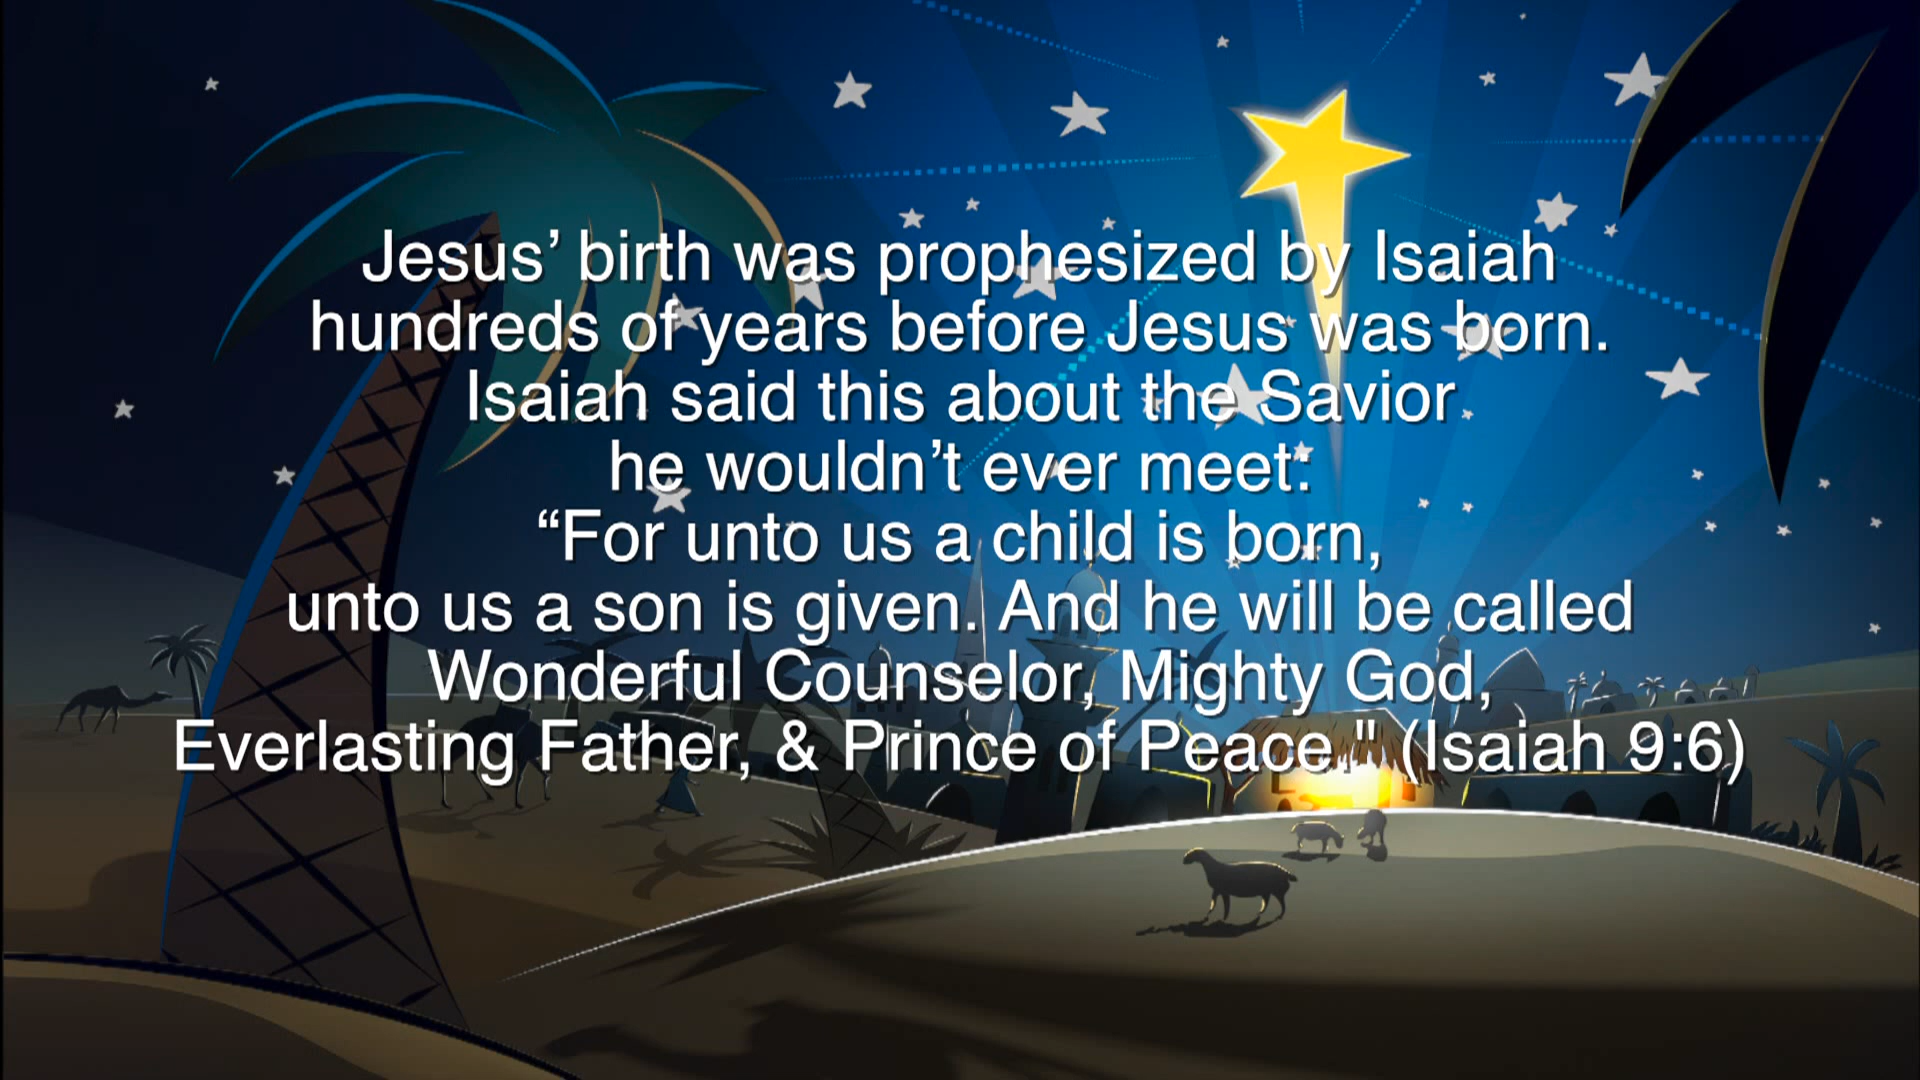 Jesus’ birth was prophesized by Isaiah
hundreds of years before Jesus was born.
Isaiah said this about the Savior
he wouldn’t ever meet:
“For unto us a child is born,
unto us a son is given. And he will be called
Wonderful Counselor, Mighty God,
Everlasting Father, & Prince of Peace." (Isaiah 9:6)